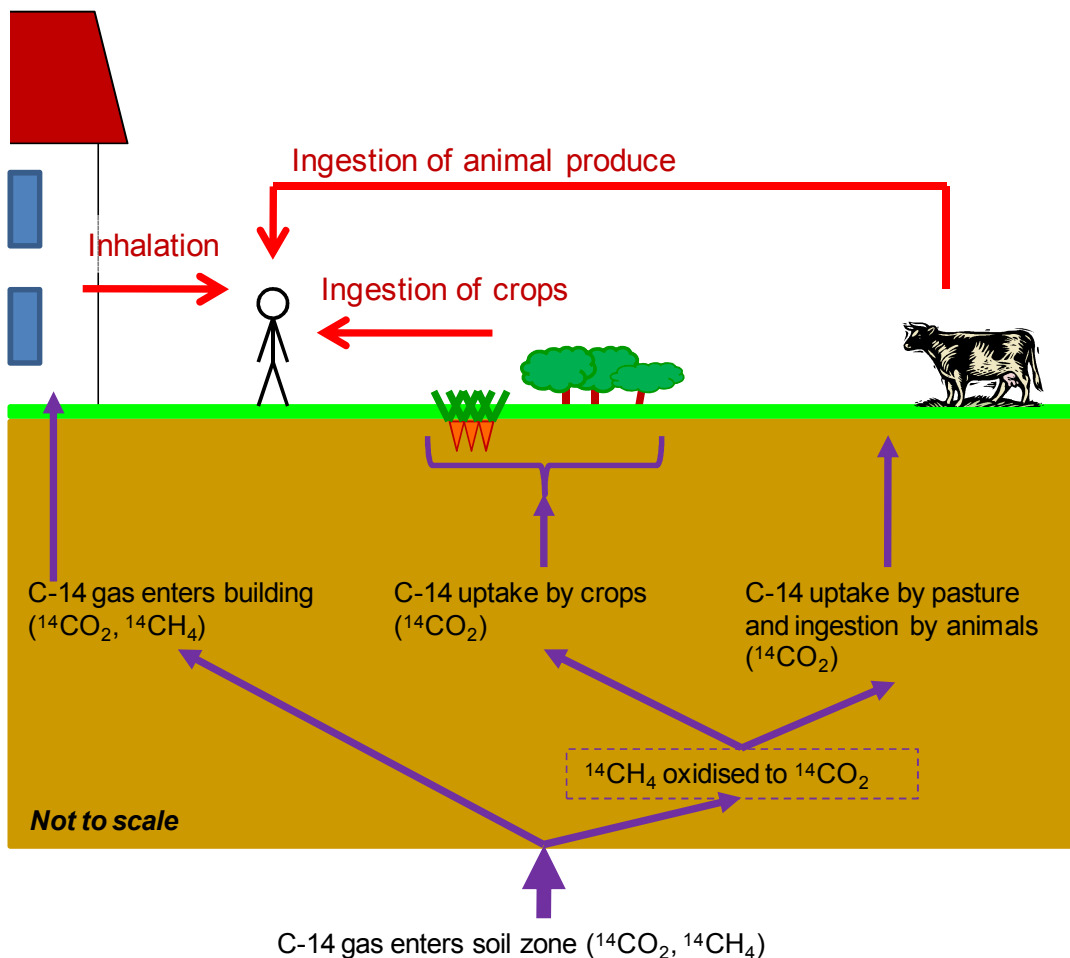 Ingestion of animal produce
Inhalation
Ingestion of crops
C-14 gas enters building
(¹⁴CO₂, ¹⁴CH₄)
C-14 uptake by crops
(¹⁴CO₂)
C-14 uptake by pasture
and ingestion by animals
(¹⁴CO₂)
¹⁴CH₄ oxidised to ¹⁴CO₂
Not to scale
C-14 gas enters soil zone (¹⁴CO₂, ¹⁴CH₄)